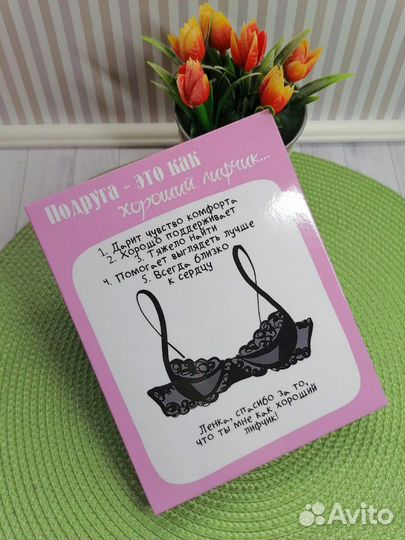 Подруга - это как
хороший лифчик...
1. Дарит чувство комфорта
2. Хорошо поддерживает
3. Тяжело найти
4. Помогает выглядеть лучше
5. Всегда близко
к сердцу
Ленка, спасибо за то,
что ты мне как хороший
лифчик!
Avito